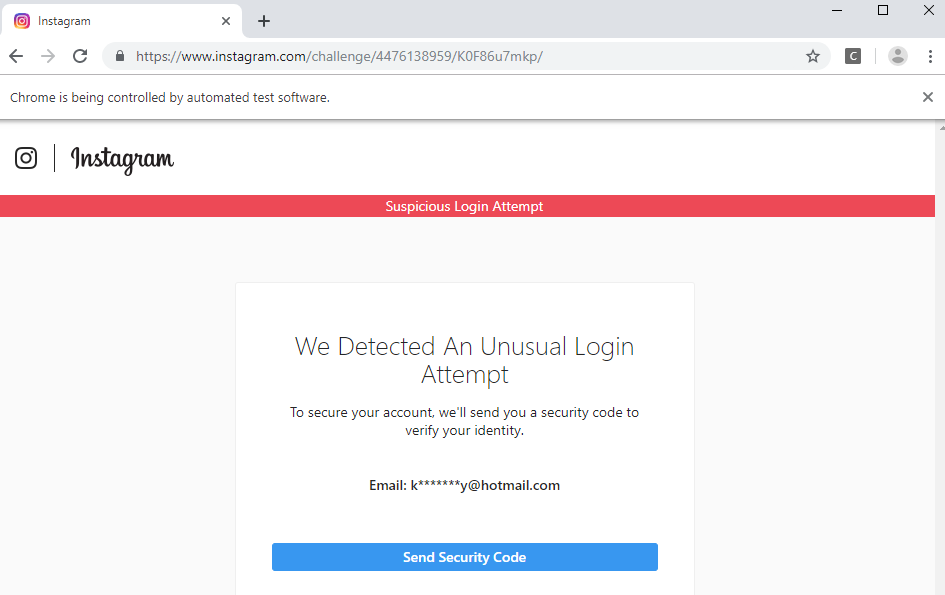 Instagram
https://www.instagram.com/challenge/4476138959/K0F86u7mkp/
C
Chrome is being controlled by automated test software.
Instagram
Suspicious Login Attempt
We Detected An Unusual Login
Attempt
To secure your account, we'll send you a security code to
verify your identity.
Email: k*******y@hotmail.com
Send Security Code